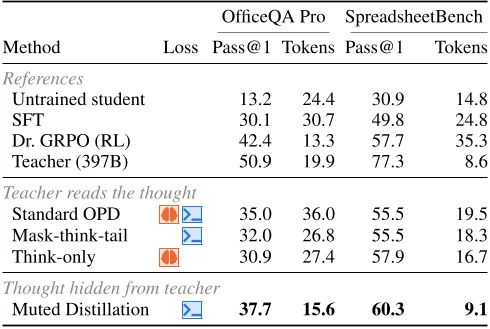 OfficeQA Pro SpreadsheetBench
Method Loss Pass@1 Tokens Pass@1 Tokens
References
Untrained student 13.2 24.4 30.9 14.8
SFT 30.1 30.7 49.8 24.8
Dr. GRPO (RL) 42.4 13.3 57.7 35.3
Teacher (397B) 50.9 19.9 77.3 8.6
Teacher reads the thought
Standard OPD 35.0 36.0 55.5 19.5
Mask-think-tail 32.0 26.8 55.5 18.3
Think-only 30.9 27.4 57.9 16.7
Thought hidden from teacher
Muted Distillation 37.7 15.6 60.3 9.1